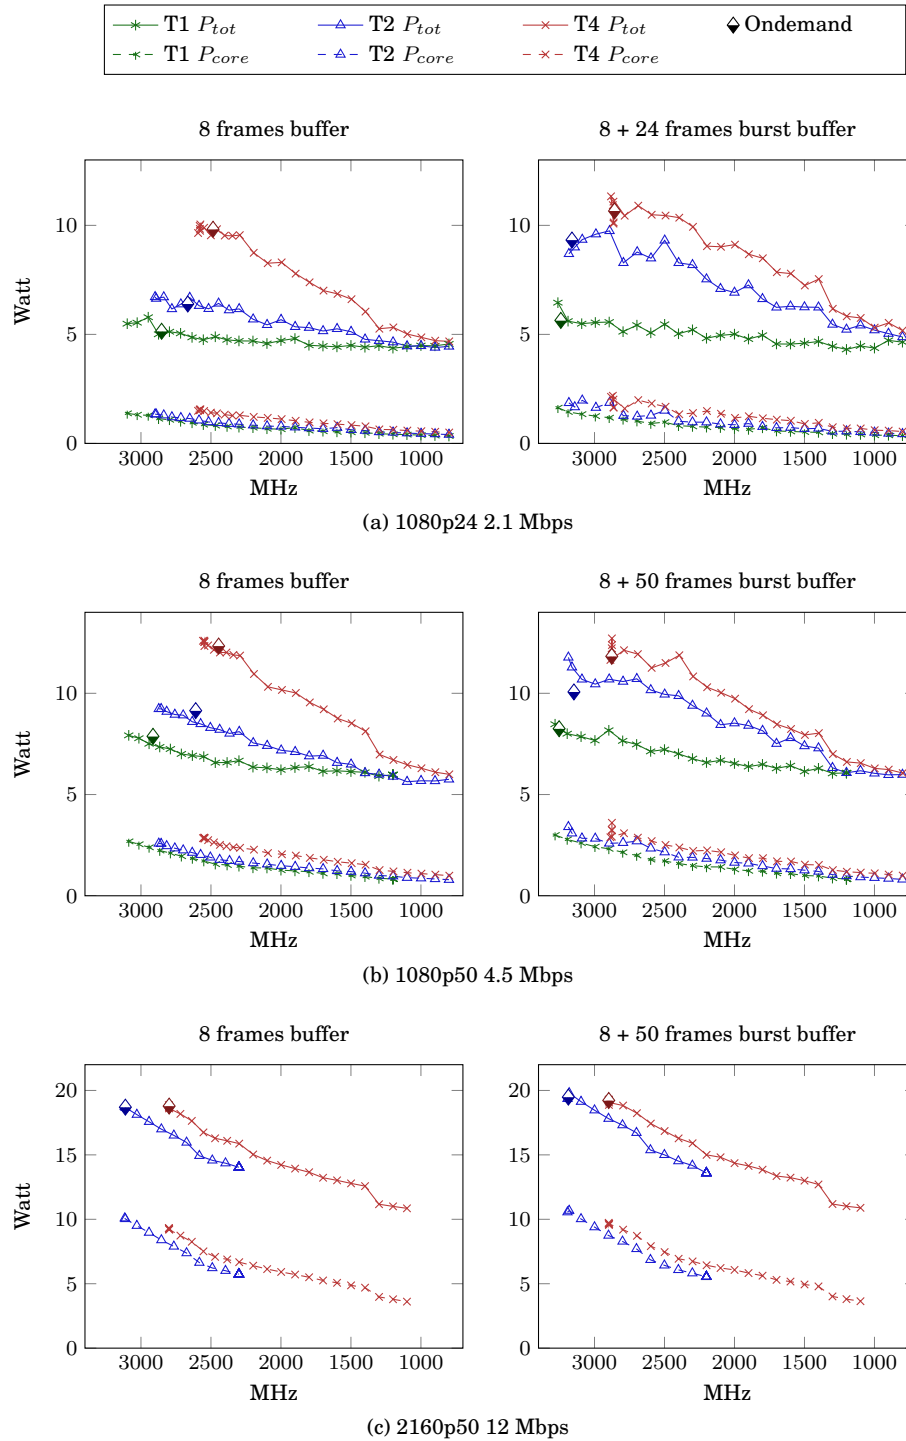 T1 P_tot T2 P_tot T4 P_tot Ondemand
T1 P_core T2 P_core T4 P_core
8 frames buffer
8 + 24 frames burst buffer
10
5
0
Watt
3000 2500 2000 1500 1000
MHz
3000 2500 2000 1500 1000
MHz
(a) 1080p24 2.1 Mbps
8 frames buffer
8 + 50 frames burst buffer
10
5
0
Watt
3000 2500 2000 1500 1000
MHz
3000 2500 2000 1500 1000
MHz
(b) 1080p50 4.5 Mbps
8 frames buffer
8 + 50 frames burst buffer
20
15
10
5
0
Watt
3000 2500 2000 1500 1000
MHz
20
15
10
5
0
3000 2500 2000 1500 1000
MHz
(c) 2160p50 12 Mbps